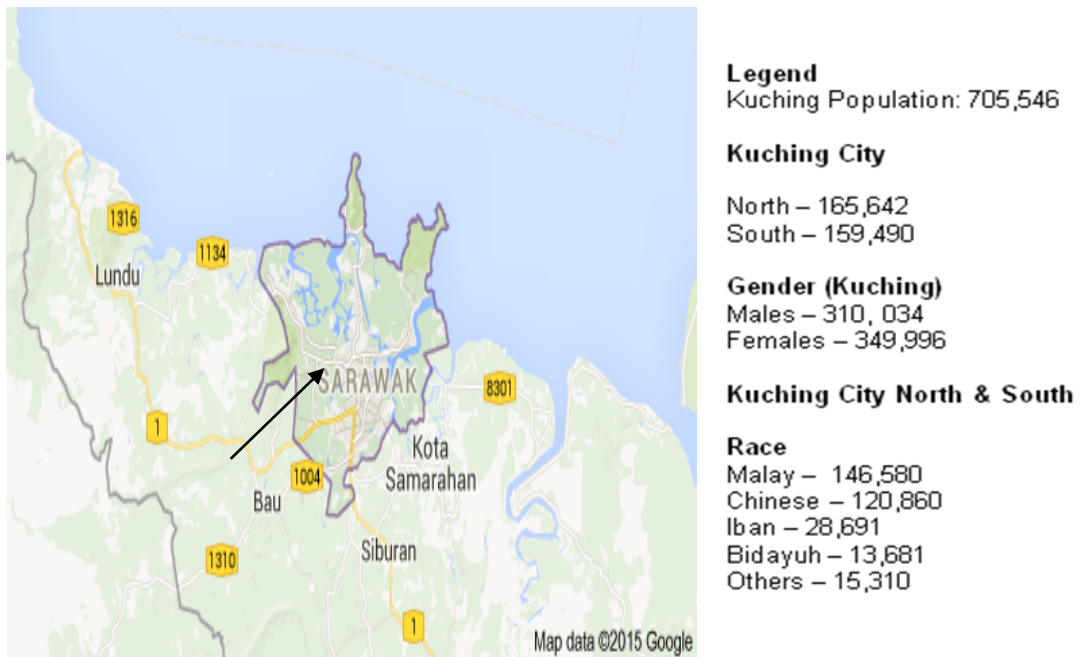 1316
1134
Lundu
SARAWAK
8301
1
Kota
Samarahan
1004
Bau
Siburan
1310
1
Map data ©2015 Google
Legend
Kuching Population: 705,546
Kuching City
North – 165,642
South – 159,490
Gender (Kuching)
Males – 310, 034
Females – 349,996
Kuching City North & South
Race
Malay – 146,580
Chinese – 120,860
Iban – 28,691
Bidayuh – 13,681
Others – 15,310